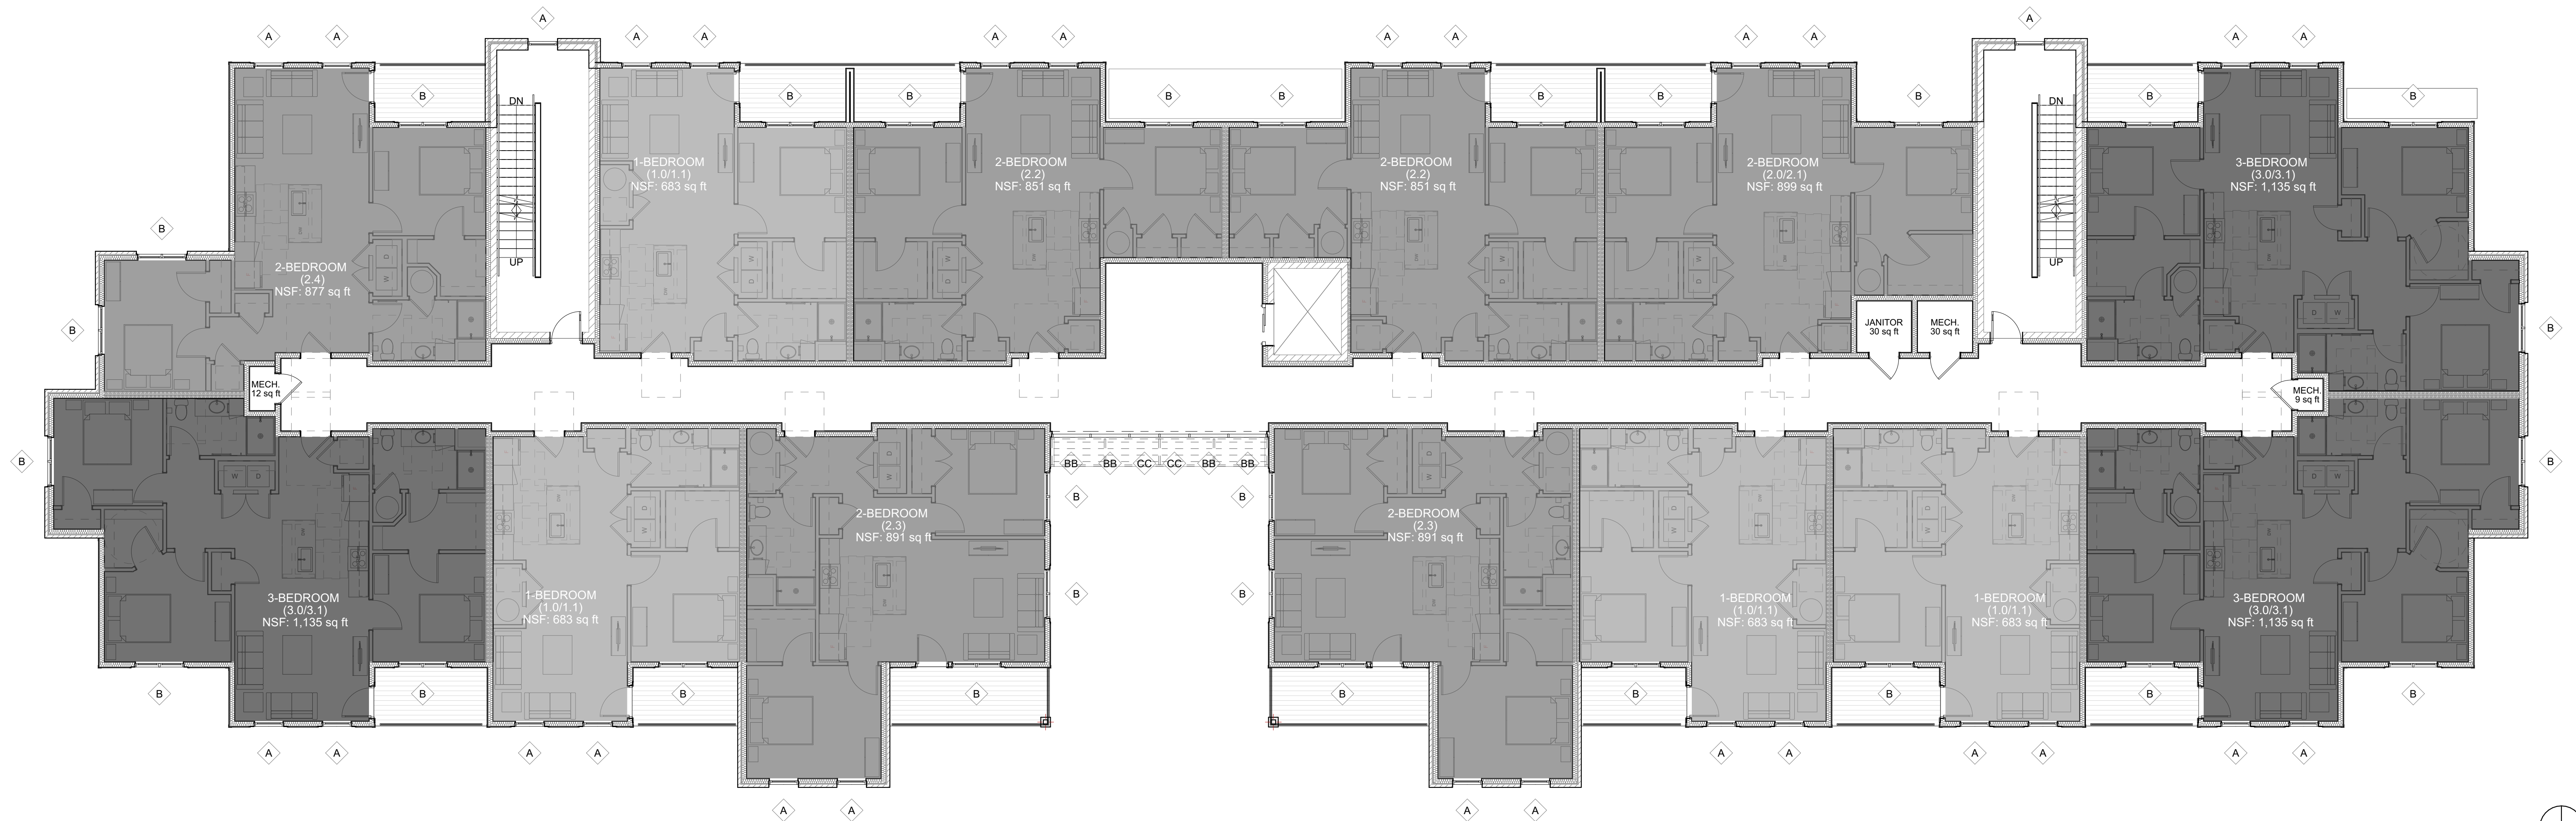 A
A
A A A A A A A A A A A A
B B B B B B B B B B
DN
DN
1-BEDROOM
(1.0/1.1)
NSF: 683 sq ft
2-BEDROOM
(2.2)
NSF: 851 sq ft
2-BEDROOM
(2.2)
NSF: 851 sq ft
2-BEDROOM
(2.0/2.1)
NSF: 899 sq ft
3-BEDROOM
(3.0/3.1)
NSF: 1,135 sq ft
B
2-BEDROOM
(2.4)
NSF: 877 sq ft
UP
UP
D
W
B
JANITOR
30 sq ft
MECH.
30 sq ft
B
MECH.
12 sq ft
MECH.
9 sq ft
B
BB BB CC CC BB BB
B
W D
D W
D W
B B
2-BEDROOM
(2.3)
NSF: 891 sq ft
2-BEDROOM
(2.3)
NSF: 891 sq ft
B B
3-BEDROOM
(3.0/3.1)
NSF: 1,135 sq ft
1-BEDROOM
(1.0/1.1)
NSF: 683 sq ft
1-BEDROOM
(1.0/1.1)
NSF: 683 sq ft
1-BEDROOM
(1.0/1.1)
NSF: 683 sq ft
3-BEDROOM
(3.0/3.1)
NSF: 1,135 sq ft
B B B B B B B B B
A A A A A A A A A A
A A A A